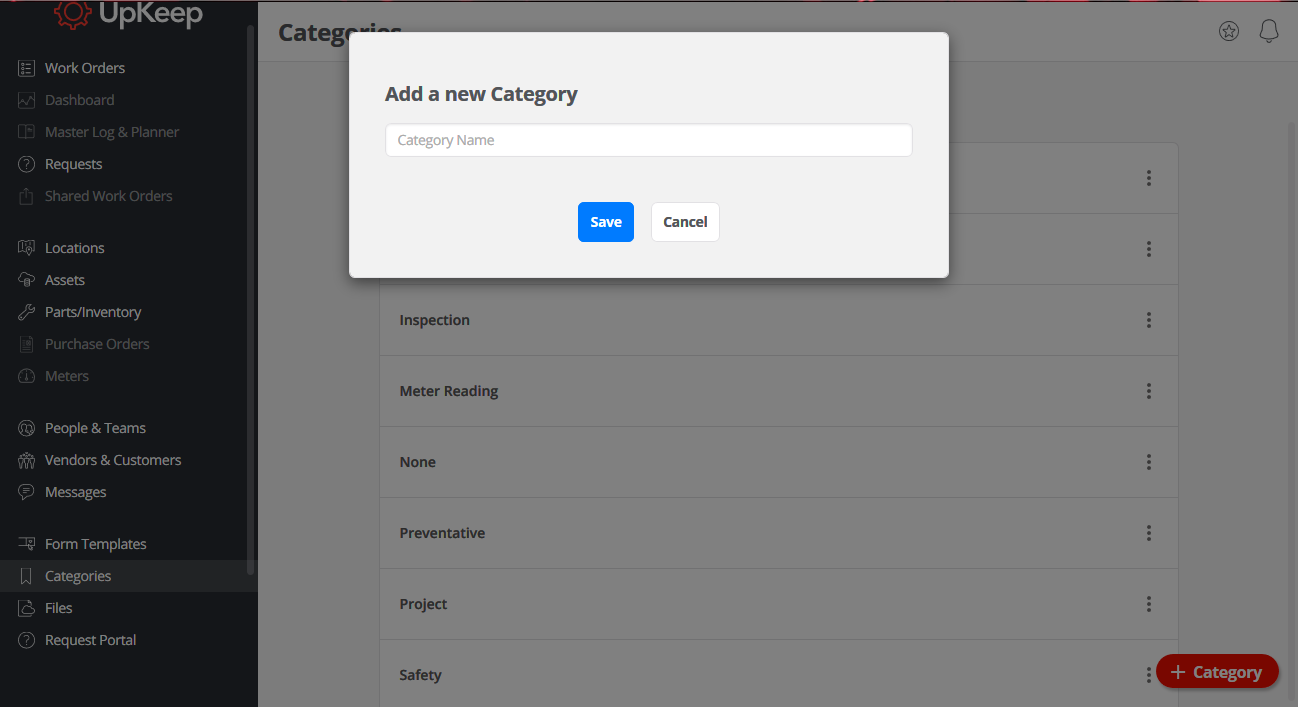 UpKeep
Work Orders
Dashboard
Master Log & Planner
Requests
Shared Work Orders
Locations
Assets
Parts/Inventory
Purchase Orders
Meters
People & Teams
Vendors & Customers
Messages
Form Templates
Categories
Files
Request Portal
Categories
Add a new Category
Category Name
Save
Cancel
Inspection
Meter Reading
None
Preventative
Project
Safety
+ Category